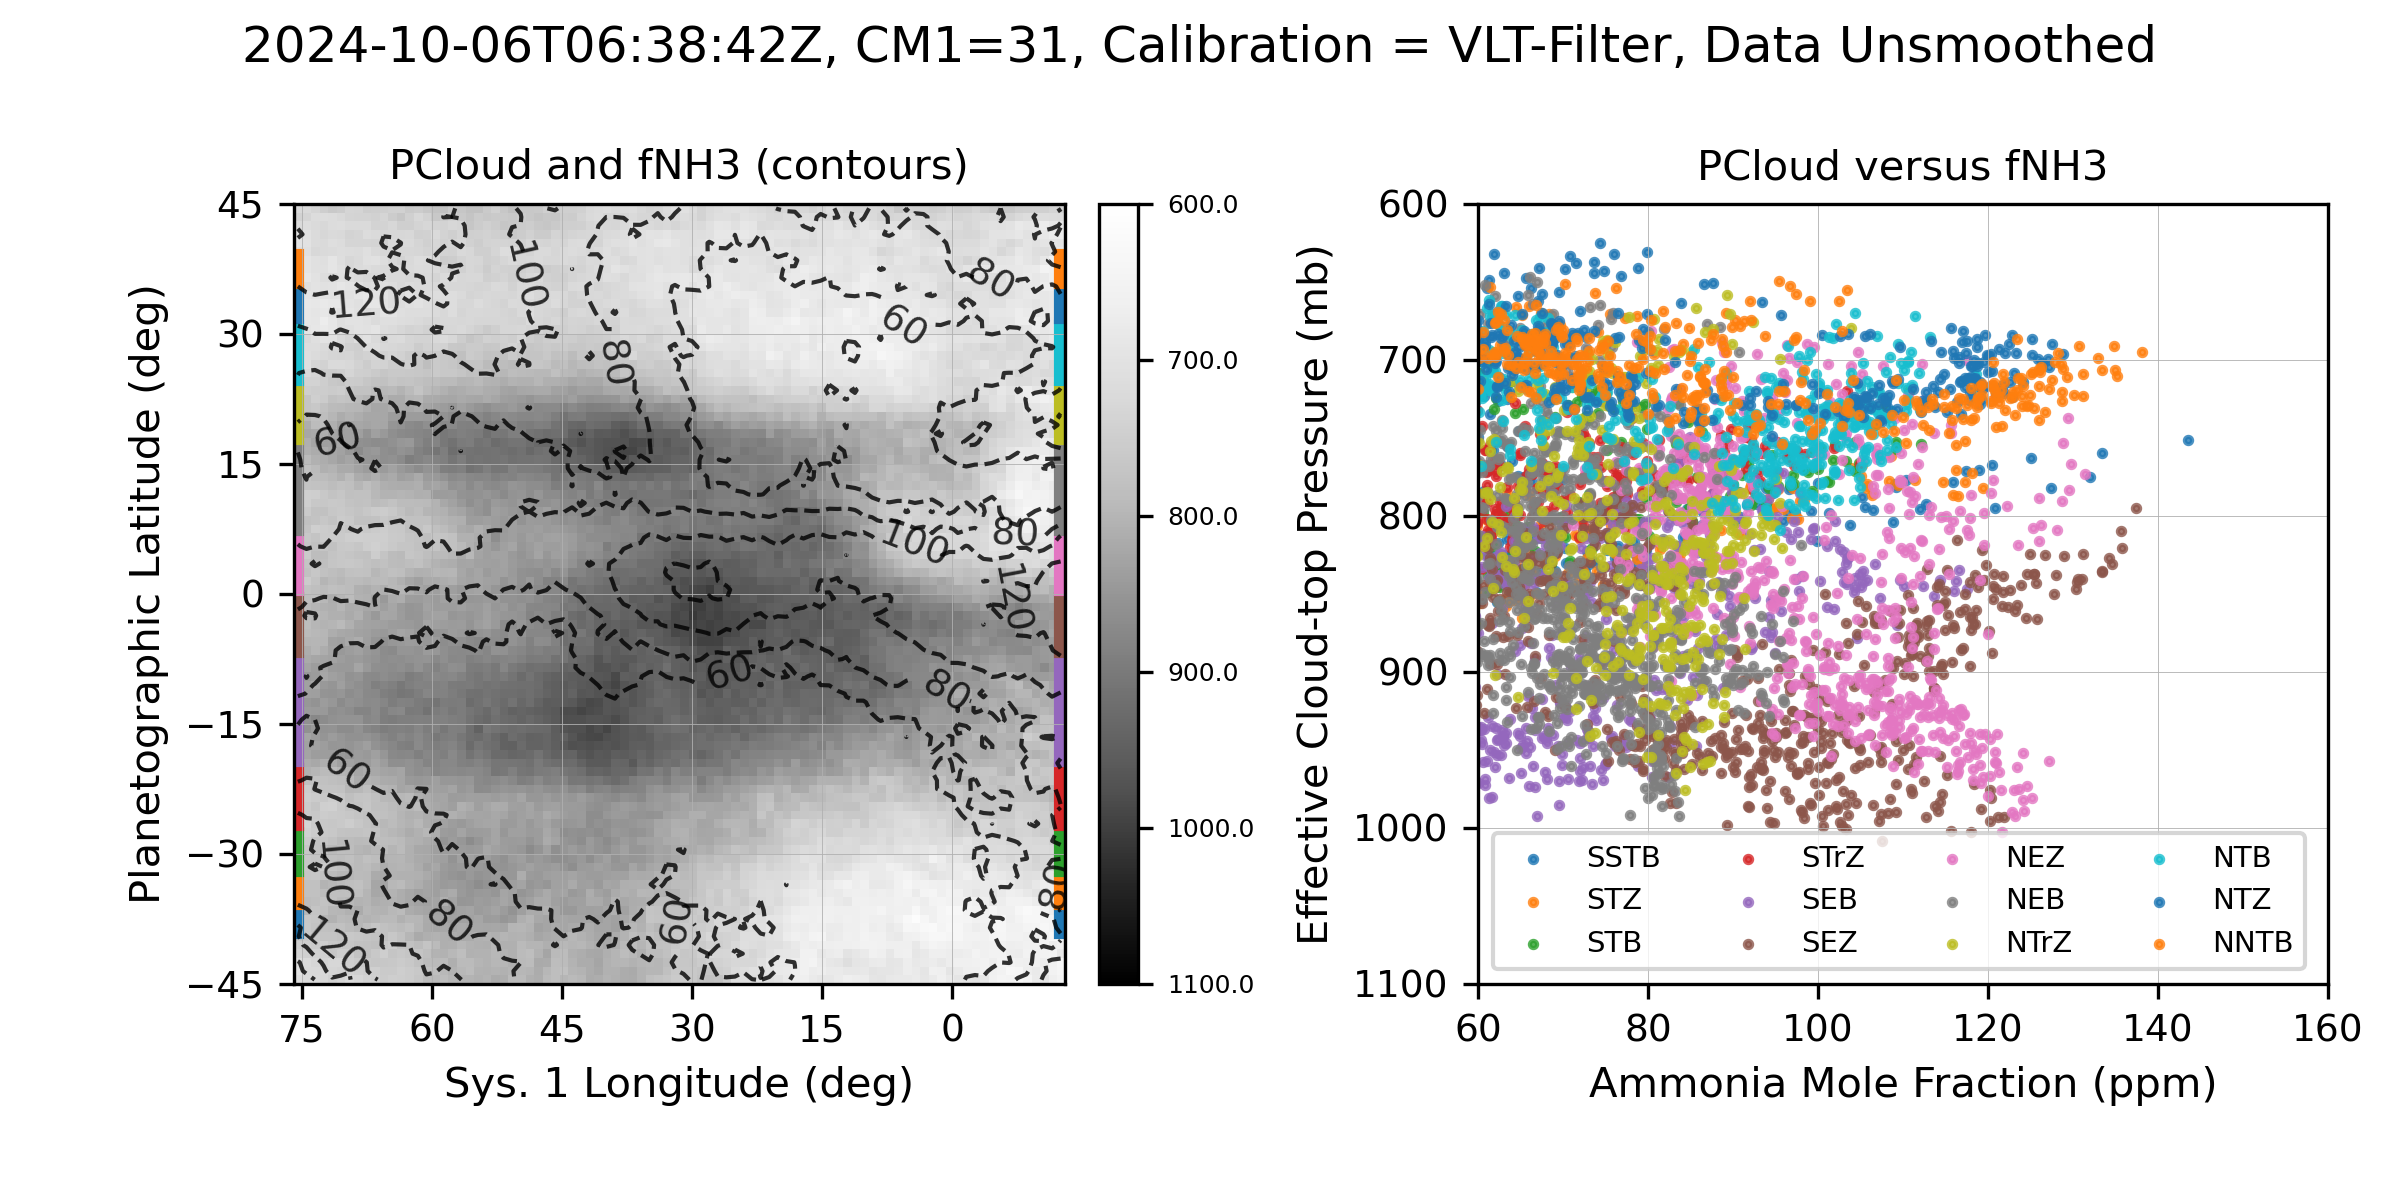 2024-10-06T06:38:42Z, CM1=31, Calibration = VLT-Filter, Data Unsmoothed
PCloud and fNH3 (contours)
Planetographic Latitude (deg)
45
30
15
0
−15
−30
−45
75
60
45
30
15
0
Sys. 1 Longitude (deg)
100
120
80
80
60
60
100
80
120
60
80
60
100
80
120
60
80
600.0
700.0
800.0
900.0
1000.0
1100.0
PCloud versus fNH3
Effective Cloud-top Pressure (mb)
600
700
800
900
1000
1100
SSTB
STZ
STB
STrZ
SEB
SEZ
NEZ
NEB
NTrZ
NTB
NTZ
NNTB
60
80
100
120
140
160
Ammonia Mole Fraction (ppm)